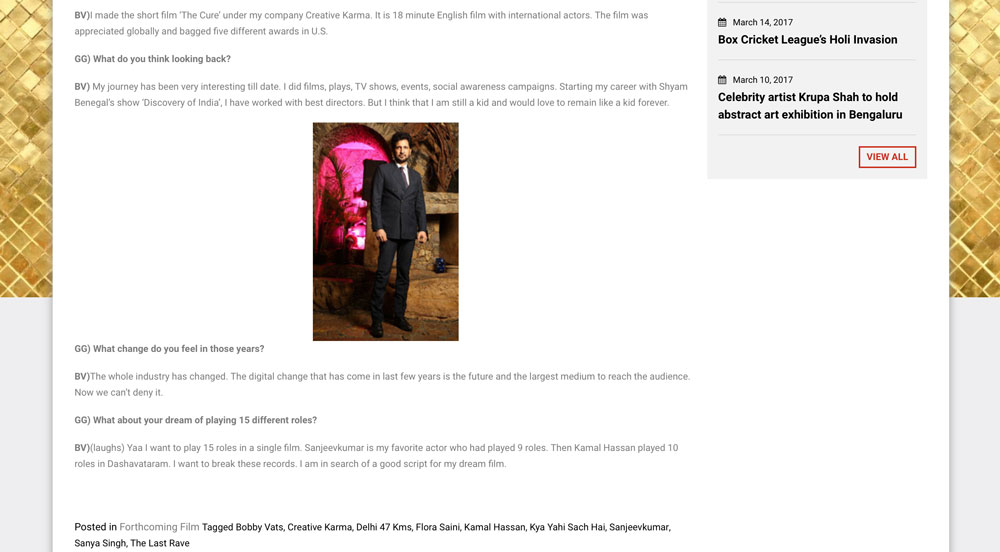 BV)I made the short film 'The Cure' under my company Creative Karma. It is 18 minute English film with international actors. The film was
appreciated globally and bagged five different awards in U.S.
GG) What do you think looking back?
BV) My journey has been very interesting till date. I did films, plays, TV shows, events, social awareness campaigns. Starting my career with Shyam
Benegal's show 'Discovery of India', I have worked with best directors. But I think that I am still a kid and would love to remain like a kid forever.
GG) What change do you feel in those years?
BV)The whole industry has changed. The digital change that has come in last few years is the future and the largest medium to reach the audience.
Now we can't deny it.
GG) What about your dream of playing 15 different roles?
BV)(laughs) Yaa I want to play 15 roles in a single film. Sanjeevkumar is my favorite actor who had played 9 roles. Then Kamal Hassan played 10
roles in Dashavataram. I want to break these records. I am in search of a good script for my dream film.
Posted in Forthcoming Film Tagged Bobby Vats, Creative Karma, Delhi 47 Kms, Flora Saini, Kamal Hassan, Kya Yahi Sach Hai, Sanjeevkumar,
Sanya Singh, The Last Rave
March 14, 2017
Box Cricket League's Holi Invasion
March 10, 2017
Celebrity artist Krupa Shah to hold
abstract art exhibition in Bengaluru
VIEW ALL